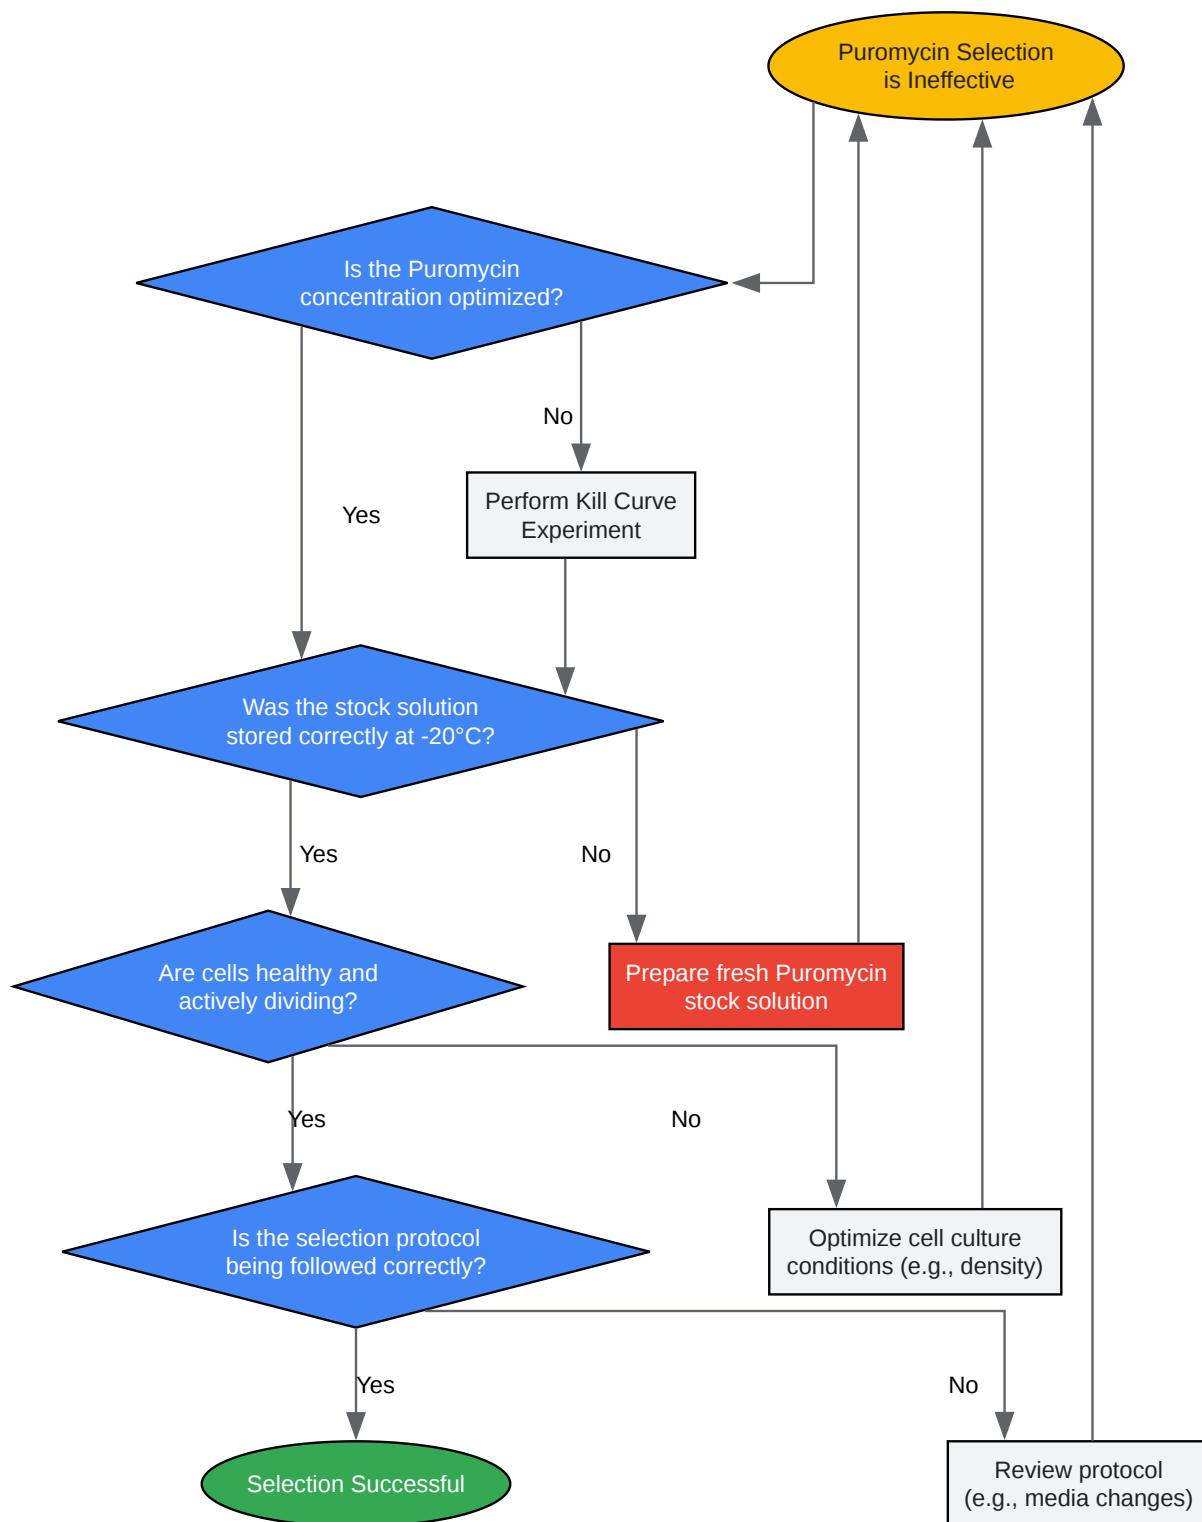 Puromycin Selection
is Ineffective
Is the Puromycin
concentration optimized?
No
Yes
Perform Kill Curve
Experiment
Was the stock solution
stored correctly at -20°C?
Yes
No
Are cells healthy and
actively dividing?
Prepare fresh Puromycin
stock solution
Yes
No
Is the selection protocol
being followed correctly?
Optimize cell culture
conditions (e.g., density)
Yes
No
Selection Successful
Review protocol
(e.g., media changes)